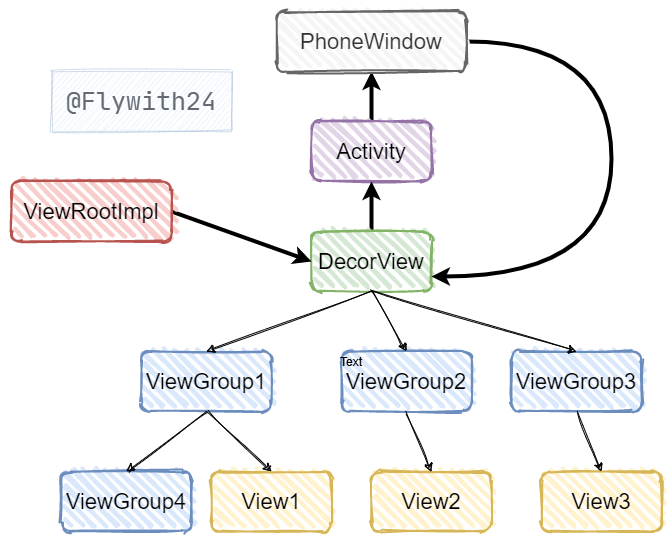 PhoneWindow
@Flywith24
Activity
ViewRootImpl
DecorView
ViewGroup1
Text
ViewGroup2
ViewGroup3
ViewGroup4
View1
View2
View3